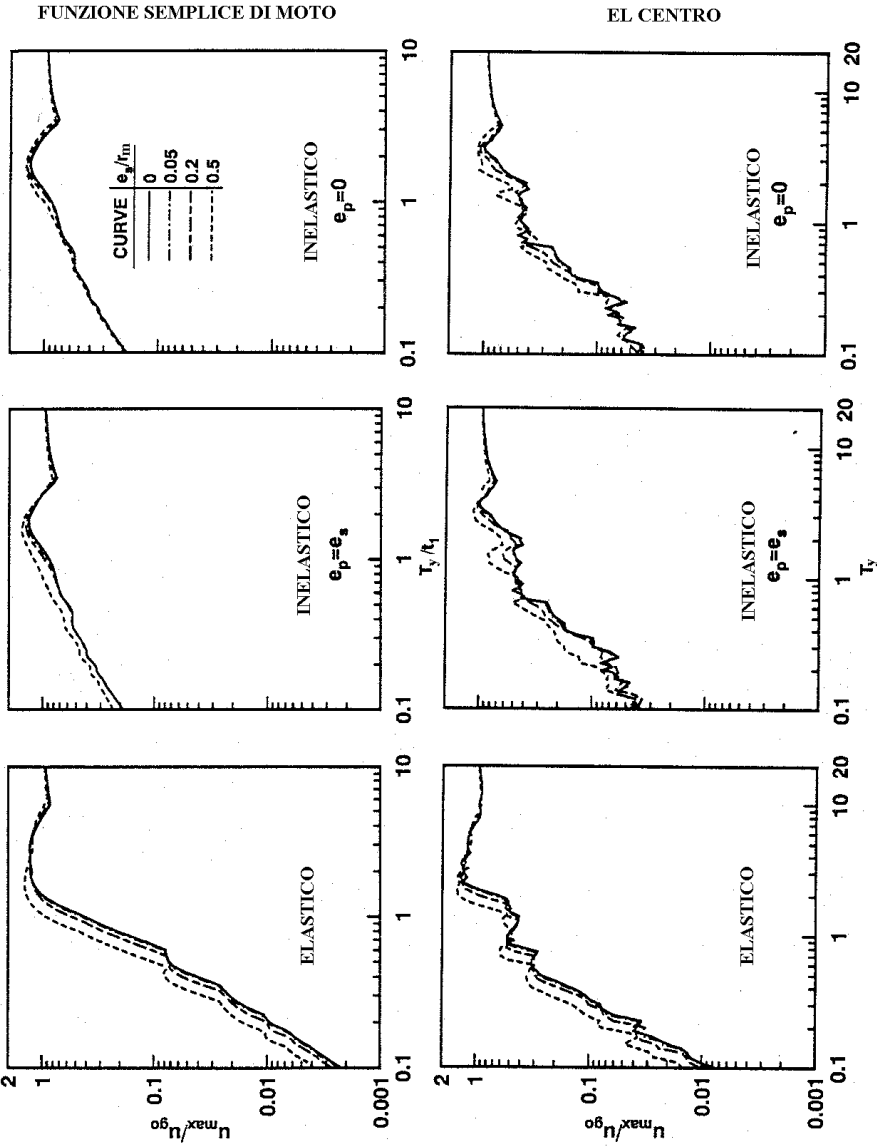 FUNZIONE SEMPLICE DI MOTO
EL CENTRO
CURVE e_s/r_m
0
0.05
0.2
0.5
INELASTICO
e_p=0
0.1
1
10
INELASTICO
e_p=0
0.1
1
10
20
INELASTICO
e_p=e_s
0.1
1
10
T_y/t_1
INELASTICO
e_p=e_s
0.1
1
10
20
T_y
ELASTICO
2
1
0.1
0.01
0.001
u_max/u_go
0.1
1
10
ELASTICO
2
1
0.1
0.01
0.001
u_max/u_go
0.1
1
10
20